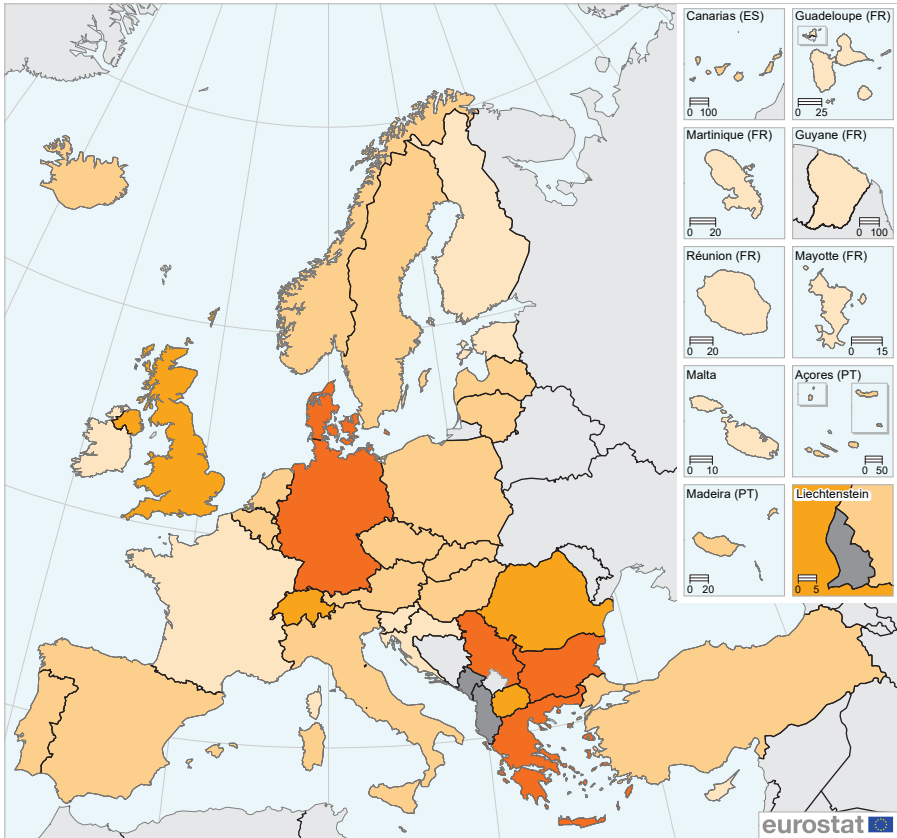 Canarias (ES)
0 100
Guadeloupe (FR)
0 25
Martinique (FR)
0 20
Guyane (FR)
0 100
Réunion (FR)
0 20
Mayotte (FR)
0 15
Malta
0 10
Açores (PT)
0 50
Madeira (PT)
0 20
Liechtenstein
0 5
eurostat